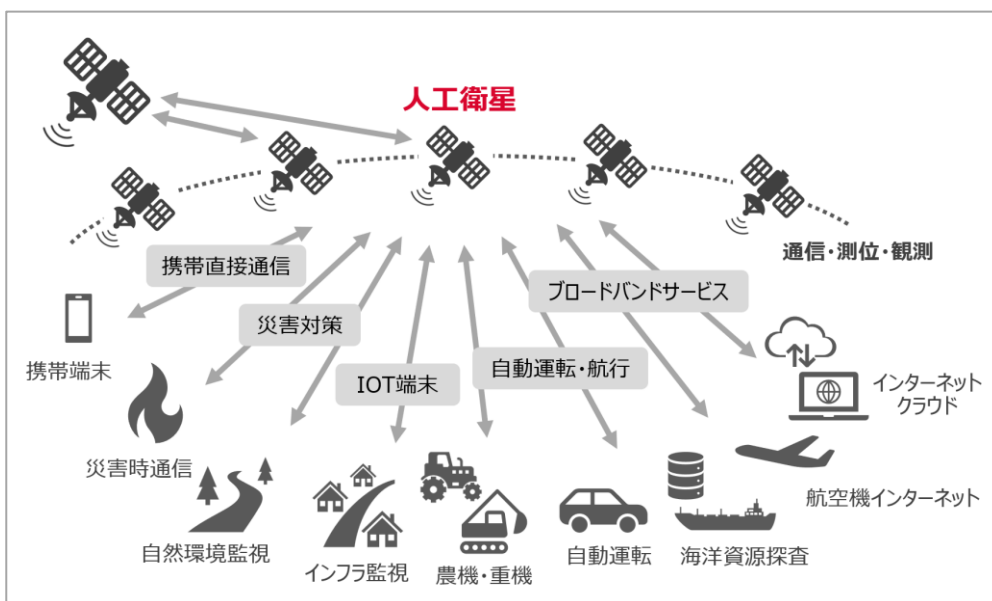 人工衛星
通信・測位・観測
携帯直接通信
ブロードバンドサービス
災害対策
自動運転・航行
IOT端末
携帯端末
インターネット
クラウド
災害時通信
航空機インターネット
自然環境監視
インフラ監視
農機・重機
自動運転
海洋資源探査